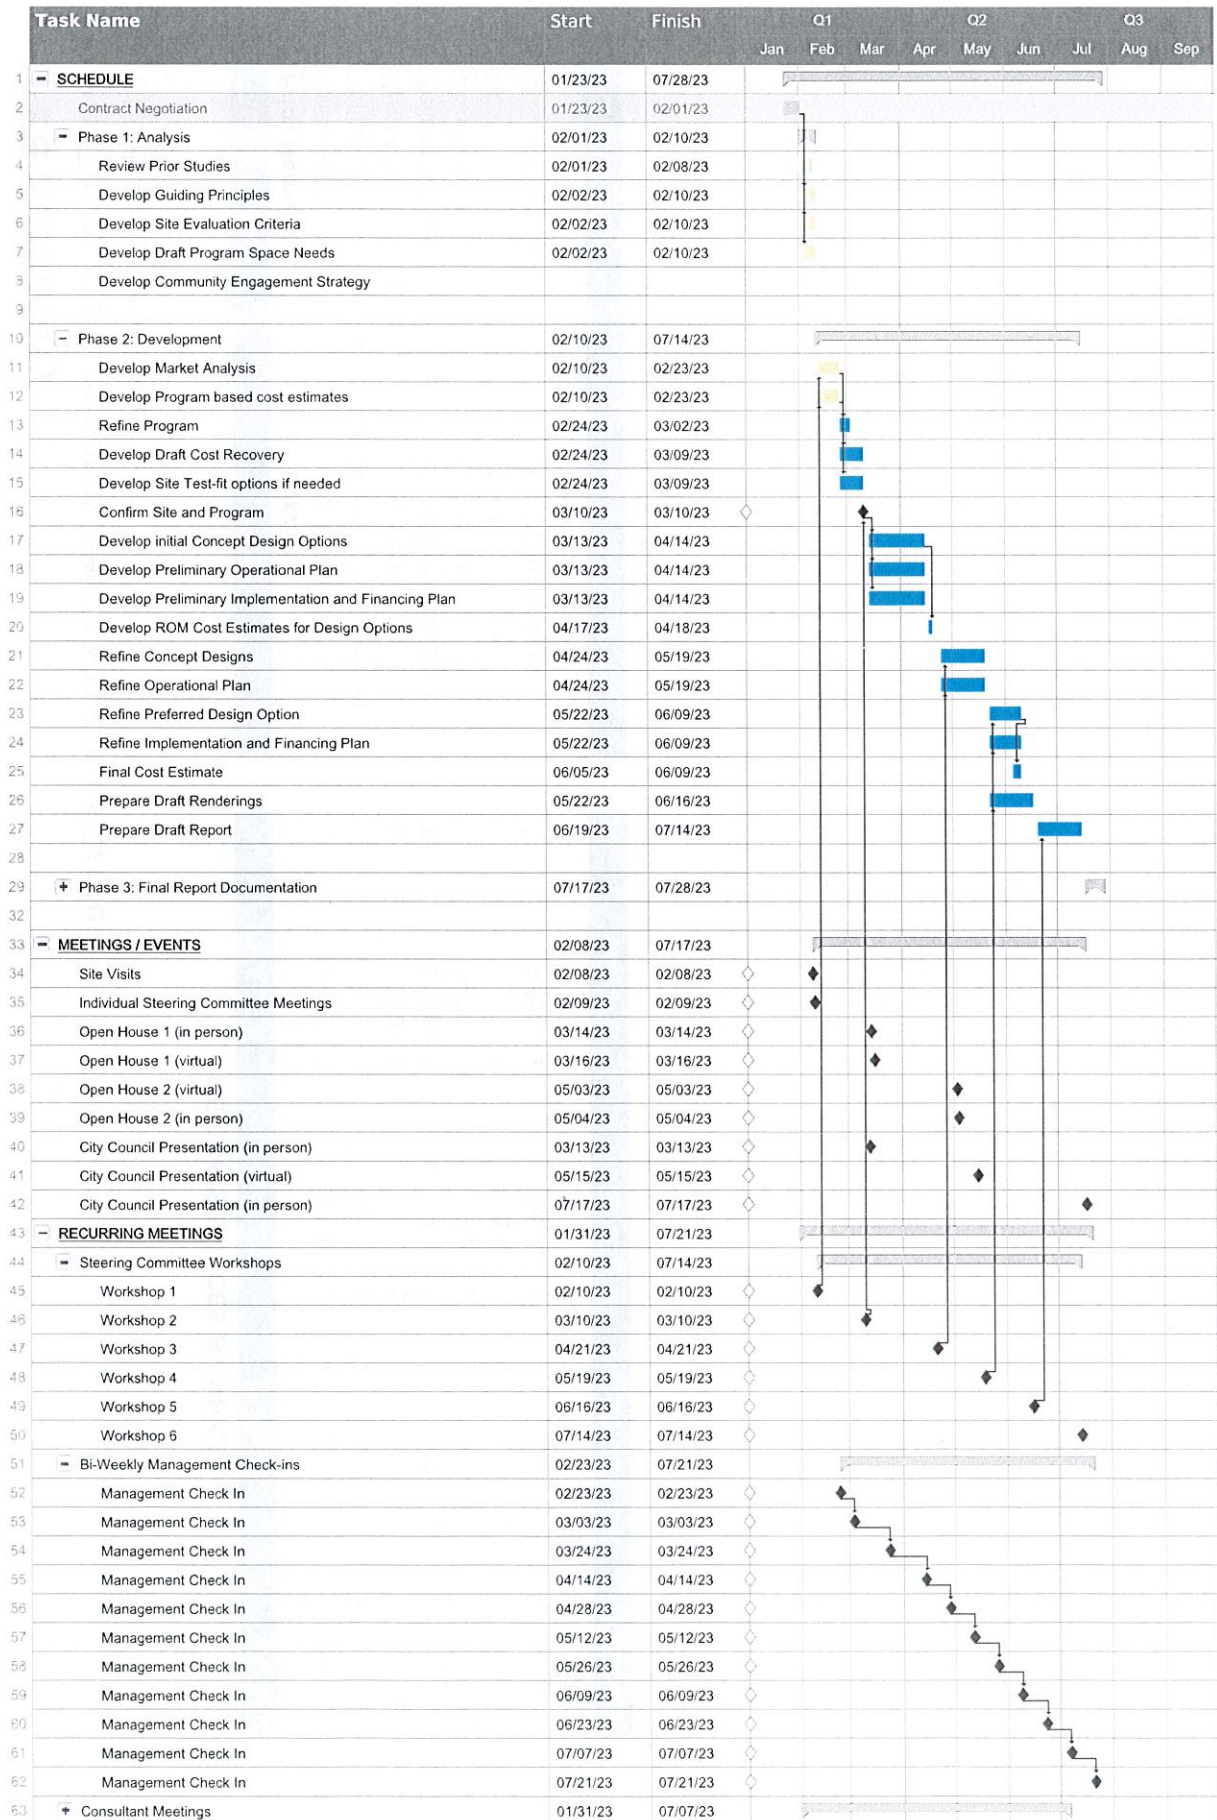 Task Name Start Finish Q1 Q2 Q3
Jan Feb Mar Apr May Jun Jul Aug Sep
1 SCHEDULE 01/23/23 07/28/23
2 Contract Negotiation 01/23/23 02/01/23
3 Phase 1: Analysis 02/01/23 02/10/23
4 Review Prior Studies 02/01/23 02/08/23
5 Develop Guiding Principles 02/02/23 02/10/23
6 Develop Site Evaluation Criteria 02/02/23 02/10/23
7 Develop Draft Program Space Needs 02/02/23 02/10/23
8 Develop Community Engagement Strategy
9
10 Phase 2: Development 02/10/23 07/14/23
11 Develop Market Analysis 02/10/23 02/23/23
12 Develop Program based cost estimates 02/10/23 02/23/23
13 Refine Program 02/24/23 03/02/23
14 Develop Draft Cost Recovery 02/24/23 03/09/23
15 Develop Site Test-fit options if needed 02/24/23 03/09/23
16 Confirm Site and Program 03/10/23 03/10/23
17 Develop initial Concept Design Options 03/13/23 04/14/23
18 Develop Preliminary Operational Plan 03/13/23 04/14/23
19 Develop Preliminary Implementation and Financing Plan 03/13/23 04/14/23
20 Develop ROM Cost Estimates for Design Options 04/17/23 04/18/23
21 Refine Concept Designs 04/24/23 05/19/23
22 Refine Operational Plan 04/24/23 05/19/23
23 Refine Preferred Design Option 05/22/23 06/09/23
24 Refine Implementation and Financing Plan 05/22/23 06/09/23
25 Final Cost Estimate 06/05/23 06/09/23
26 Prepare Draft Renderings 05/22/23 06/16/23
27 Prepare Draft Report 06/19/23 07/14/23
28
29 Phase 3: Final Report Documentation 07/17/23 07/28/23
32
33 MEETINGS / EVENTS 02/08/23 07/17/23
34 Site Visits 02/08/23 02/08/23
35 Individual Steering Committee Meetings 02/09/23 02/09/23
36 Open House 1 (in person) 03/14/23 03/14/23
37 Open House 1 (virtual) 03/16/23 03/16/23
38 Open House 2 (virtual) 05/03/23 05/03/23
39 Open House 2 (in person) 05/04/23 05/04/23
40 City Council Presentation (in person) 03/13/23 03/13/23
41 City Council Presentation (virtual) 05/15/23 05/15/23
42 City Council Presentation (in person) 07/17/23 07/17/23
43 RECURRING MEETINGS 01/31/23 07/21/23
44 Steering Committee Workshops 02/10/23 07/14/23
45 Workshop 1 02/10/23 02/10/23
46 Workshop 2 03/10/23 03/10/23
47 Workshop 3 04/21/23 04/21/23
48 Workshop 4 05/19/23 05/19/23
49 Workshop 5 06/16/23 06/16/23
50 Workshop 6 07/14/23 07/14/23
51 Bi-Weekly Management Check-ins 02/23/23 07/21/23
52 Management Check In 02/23/23 02/23/23
53 Management Check In 03/03/23 03/03/23
54 Management Check In 03/24/23 03/24/23
55 Management Check In 04/14/23 04/14/23
56 Management Check In 04/28/23 04/28/23
57 Management Check In 05/12/23 05/12/23
58 Management Check In 05/26/23 05/26/23
59 Management Check In 06/09/23 06/09/23
60 Management Check In 06/23/23 06/23/23
61 Management Check In 07/07/23 07/07/23
62 Management Check In 07/21/23 07/21/23
63 Consultant Meetings 01/31/23 07/07/23